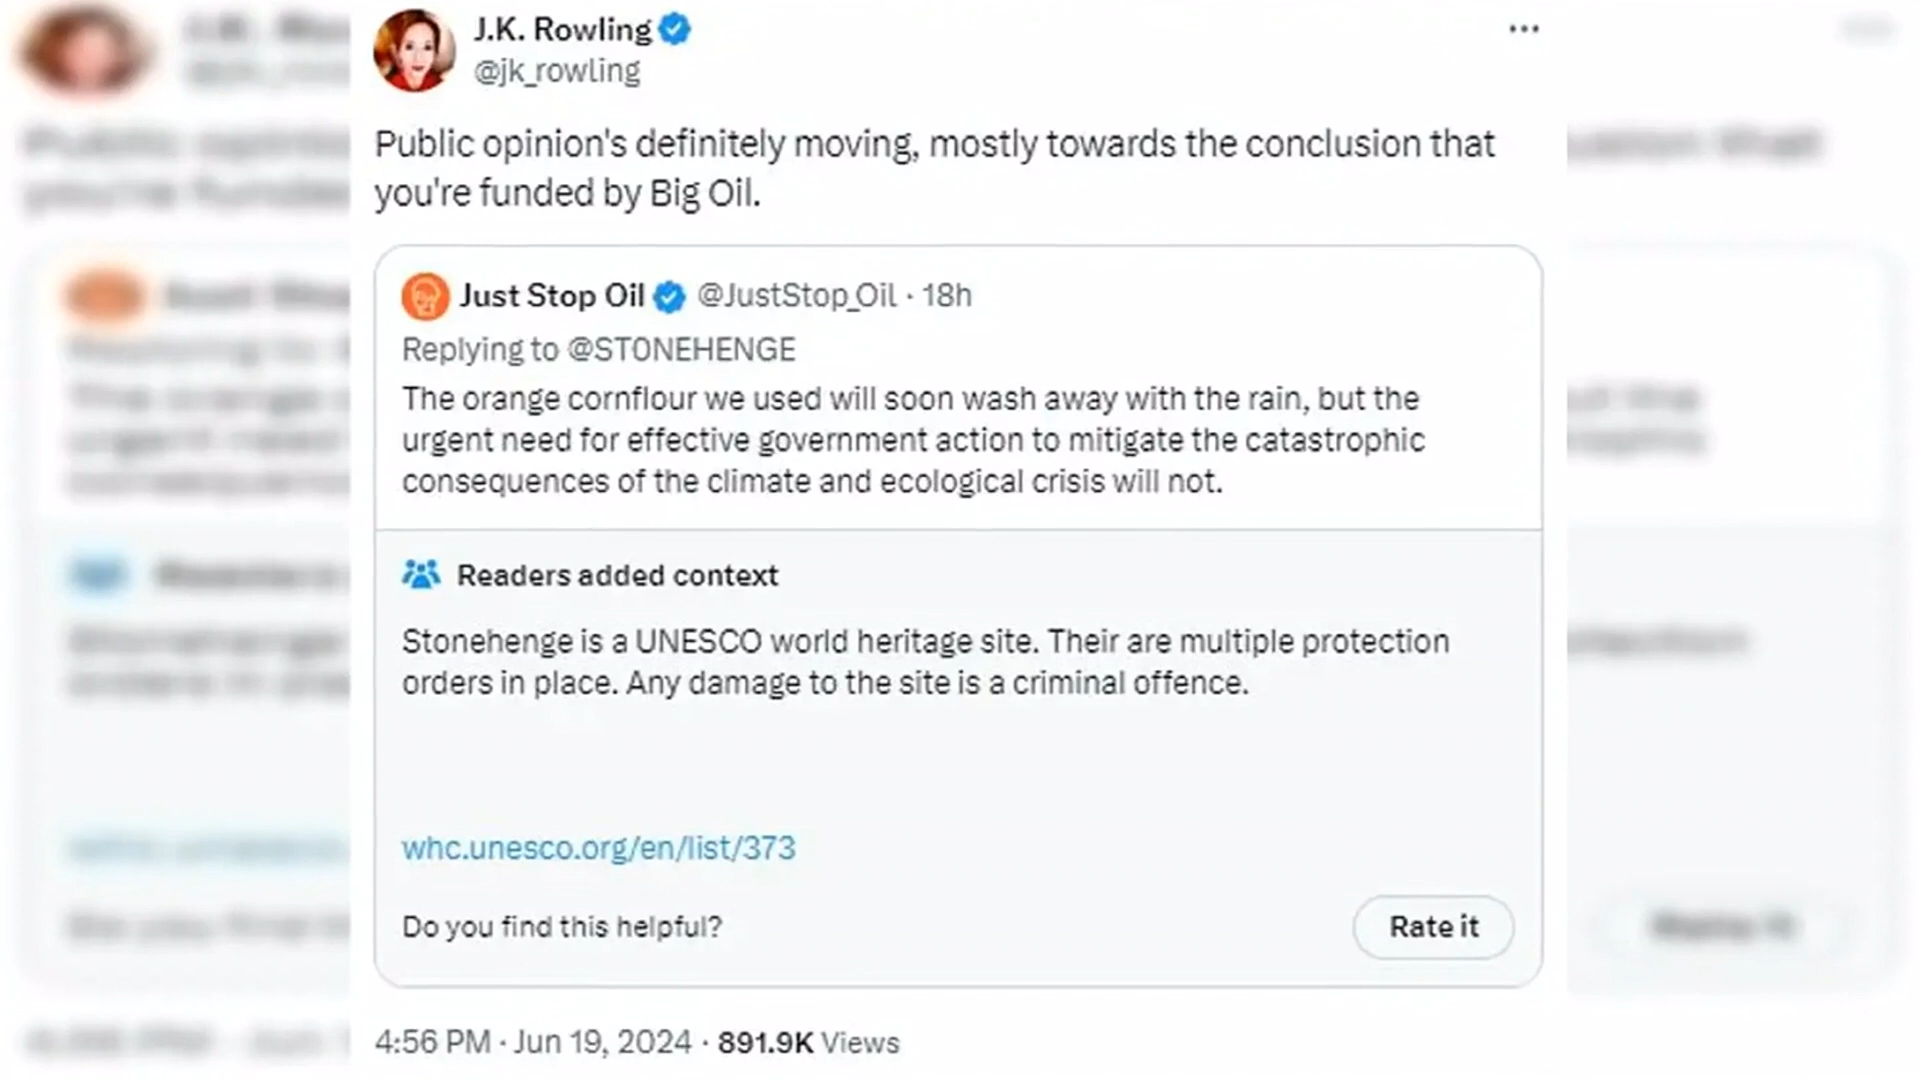 J.K. Rowling
@jk_rowling
Public opinion's definitely moving, mostly towards the conclusion that
you're funded by Big Oil.
Just Stop Oil @JustStop_Oil · 18h
Replying to @ST0NEHENGE
The orange cornflour we used will soon wash away with the rain, but the
urgent need for effective government action to mitigate the catastrophic
consequences of the climate and ecological crisis will not.
Readers added context
Stonehenge is a UNESCO world heritage site. Their are multiple protection
orders in place. Any damage to the site is a criminal offence.
whc.unesco.org/en/list/373
Do you find this helpful?
Rate it
4:56 PM · Jun 19, 2024 · 891.9K Views